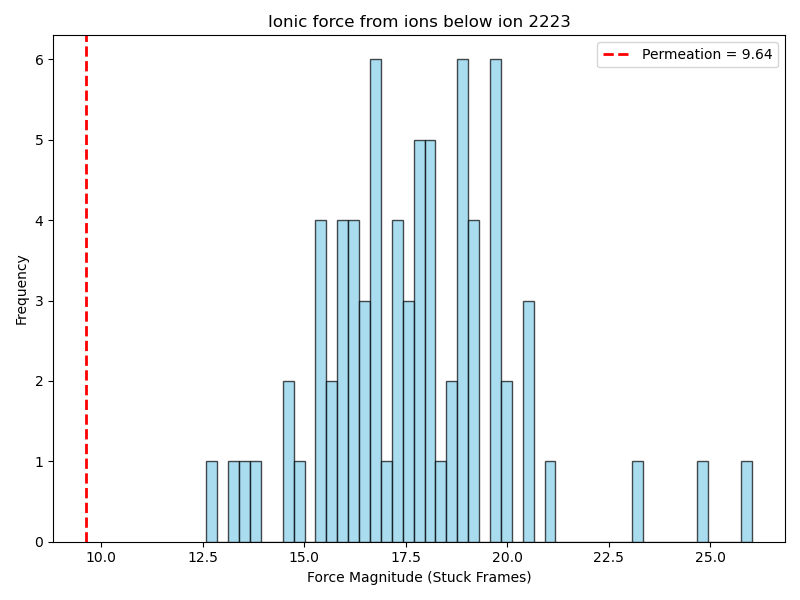 Ionic force from ions below ion 2223
Permeation = 9.64
Frequency
6
5
4
3
2
1
0
10.0 12.5 15.0 17.5 20.0 22.5 25.0
Force Magnitude (Stuck Frames)